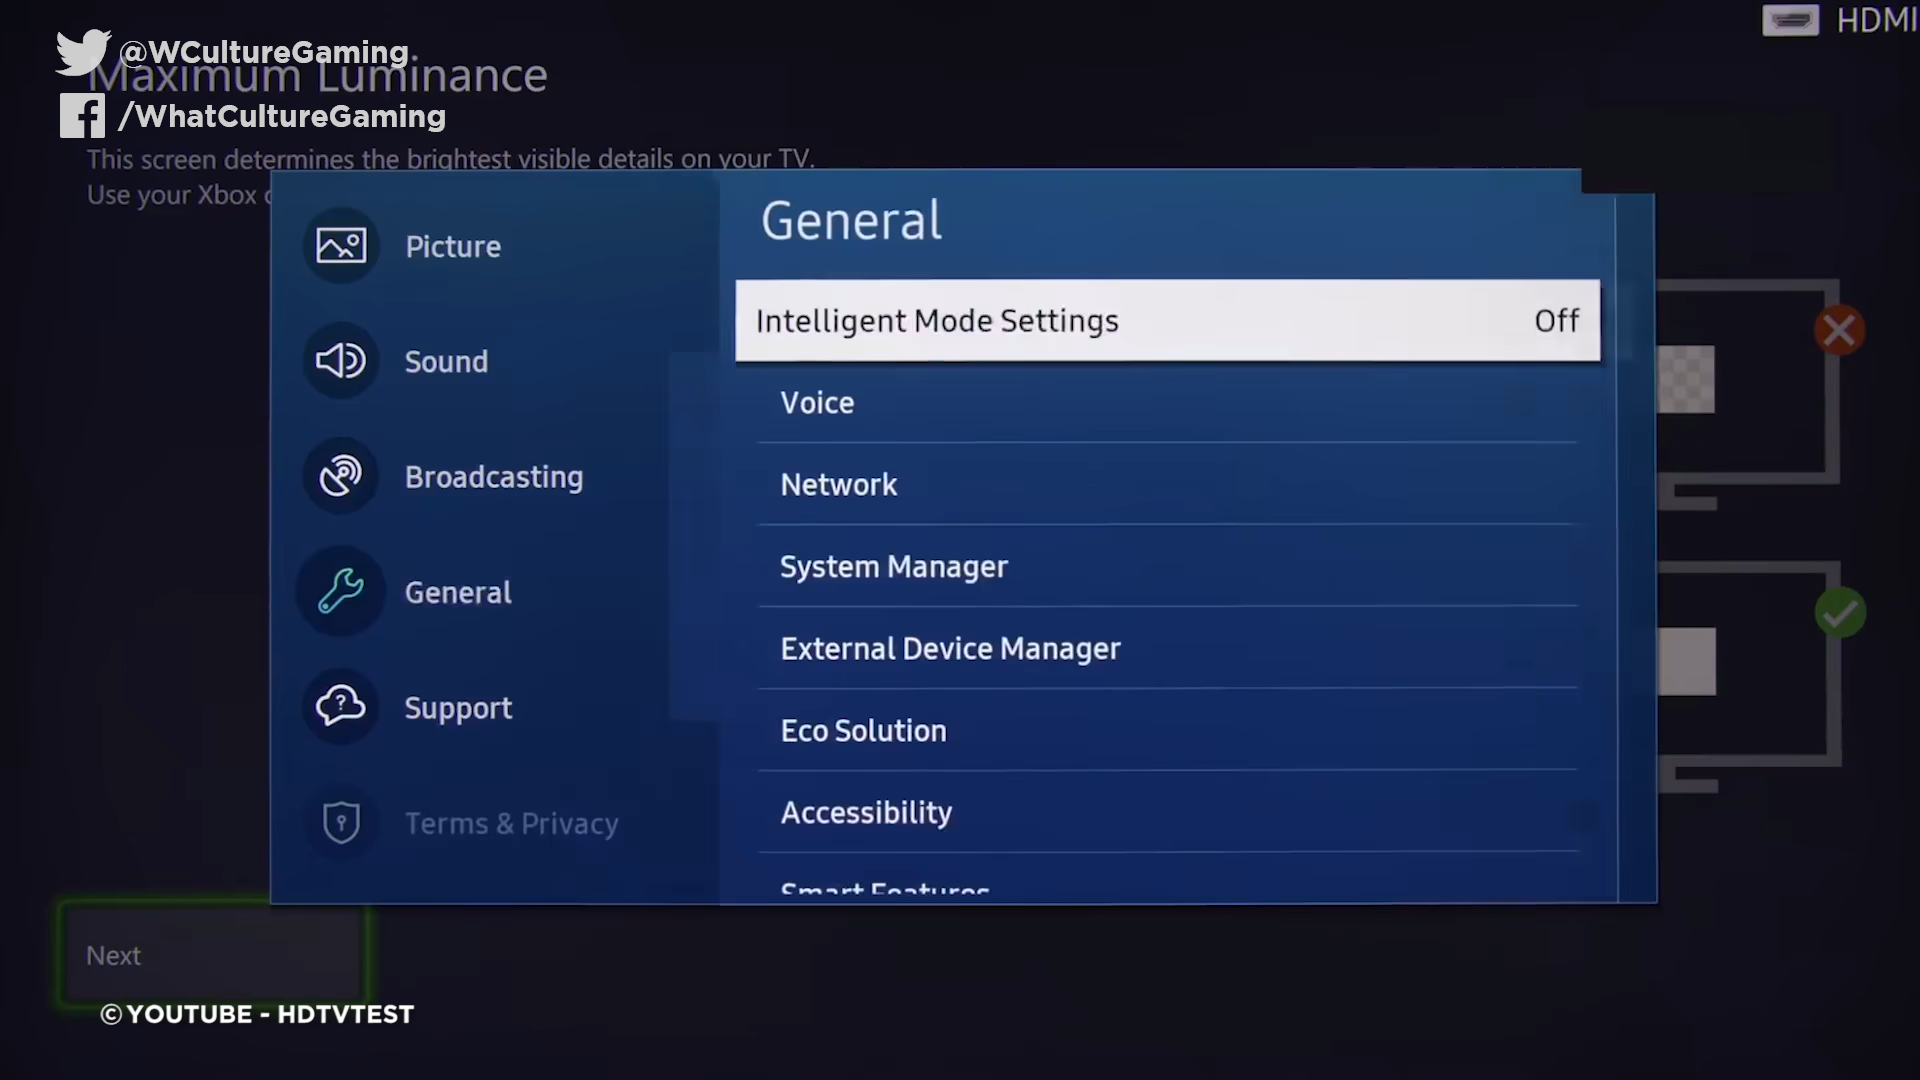 @WCultureGaming
Maximum Luminance
/WhatCultureGaming
This screen determines the brightest visible details on your TV.
Use your Xbox
HDMI
Picture
Sound
Broadcasting
General
Support
Terms & Privacy
General
Intelligent Mode Settings Off
Voice
Network
System Manager
External Device Manager
Eco Solution
Accessibility
Smart Features
Next
© YOUTUBE - HDTVTEST